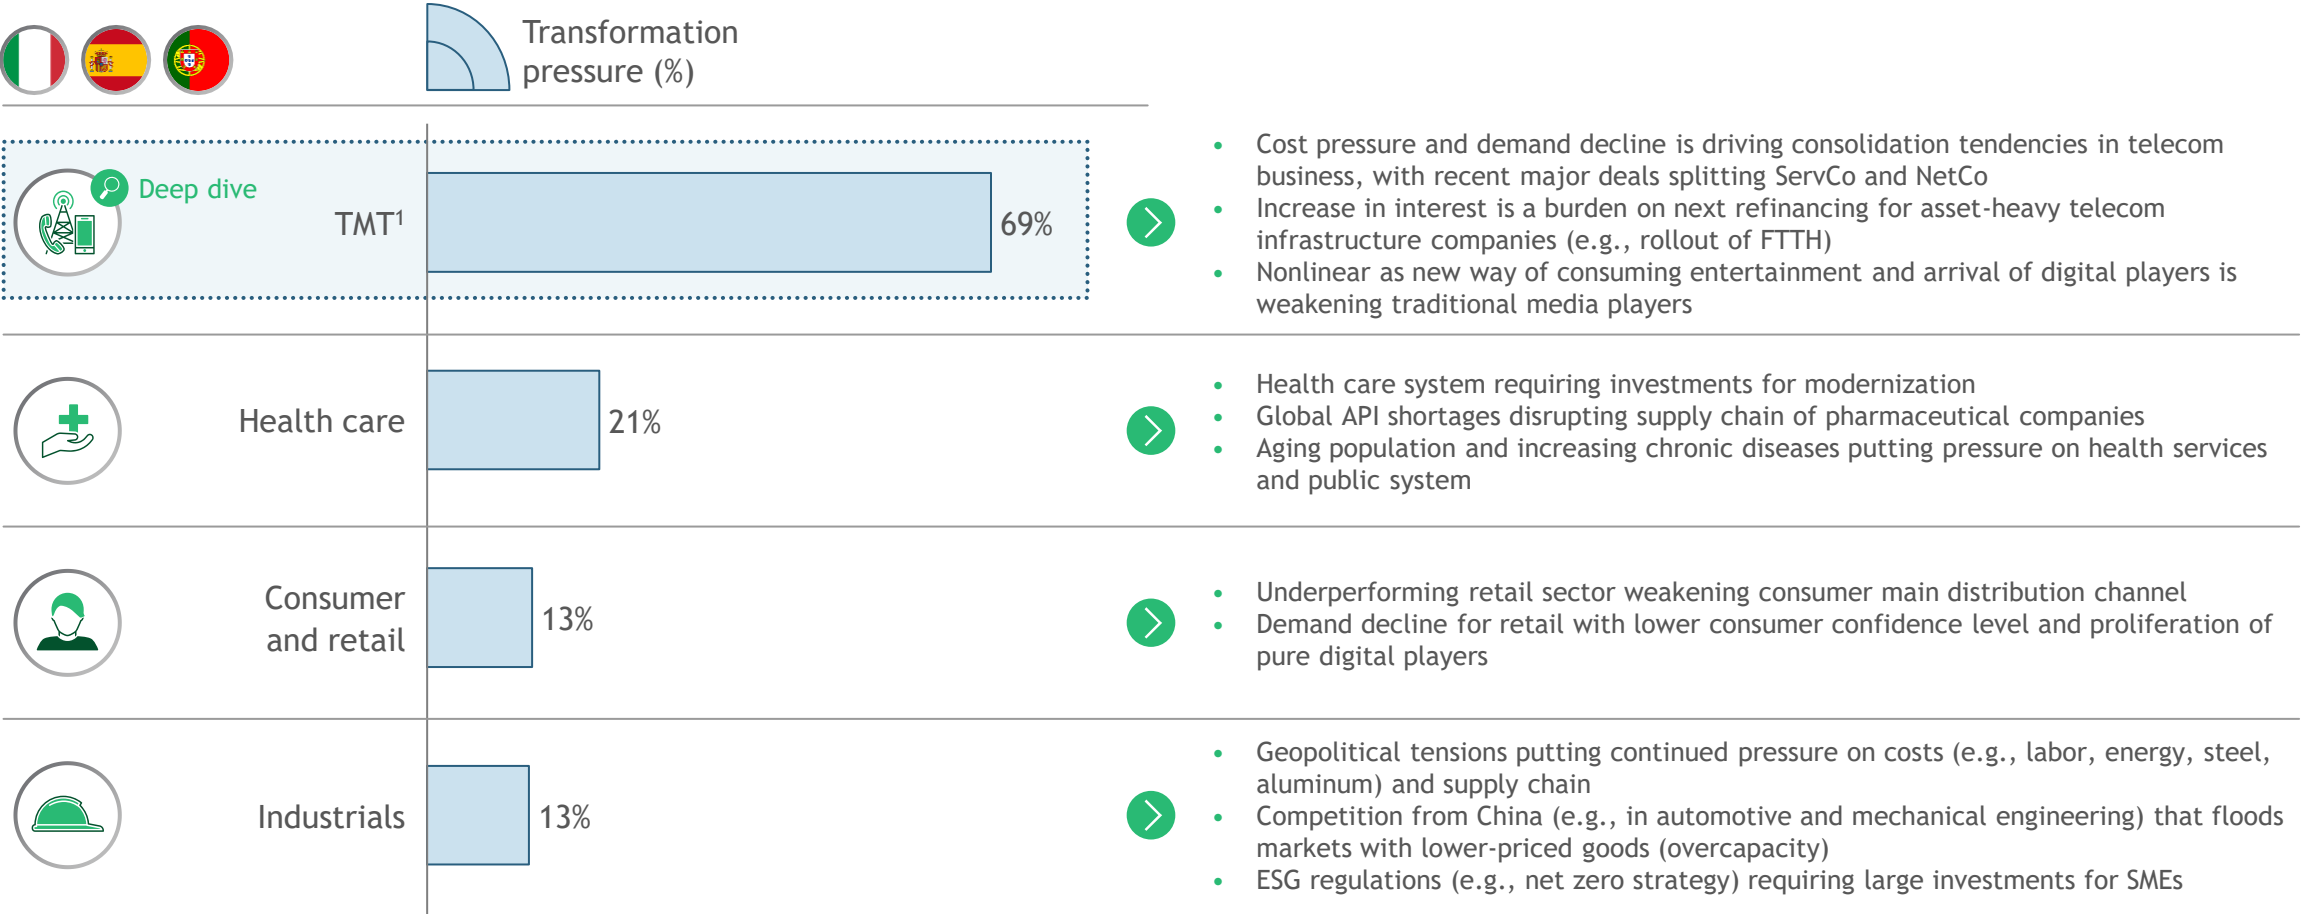 Transformation
pressure (%)
Deep dive
TMT¹
69%
• Cost pressure and demand decline is driving consolidation tendencies in telecom
business, with recent major deals splitting ServCo and NetCo
• Increase in interest is a burden on next refinancing for asset-heavy telecom
infrastructure companies (e.g., rollout of FTTH)
• Nonlinear as new way of consuming entertainment and arrival of digital players is
weakening traditional media players
Health care
21%
• Health care system requiring investments for modernization
• Global API shortages disrupting supply chain of pharmaceutical companies
• Aging population and increasing chronic diseases putting pressure on health services
and public system
Consumer
and retail
13%
• Underperforming retail sector weakening consumer main distribution channel
• Demand decline for retail with lower consumer confidence level and proliferation of
pure digital players
Industrials
13%
• Geopolitical tensions putting continued pressure on costs (e.g., labor, energy, steel,
aluminum) and supply chain
• Competition from China (e.g., in automotive and mechanical engineering) that floods
markets with lower-priced goods (overcapacity)
• ESG regulations (e.g., net zero strategy) requiring large investments for SMEs